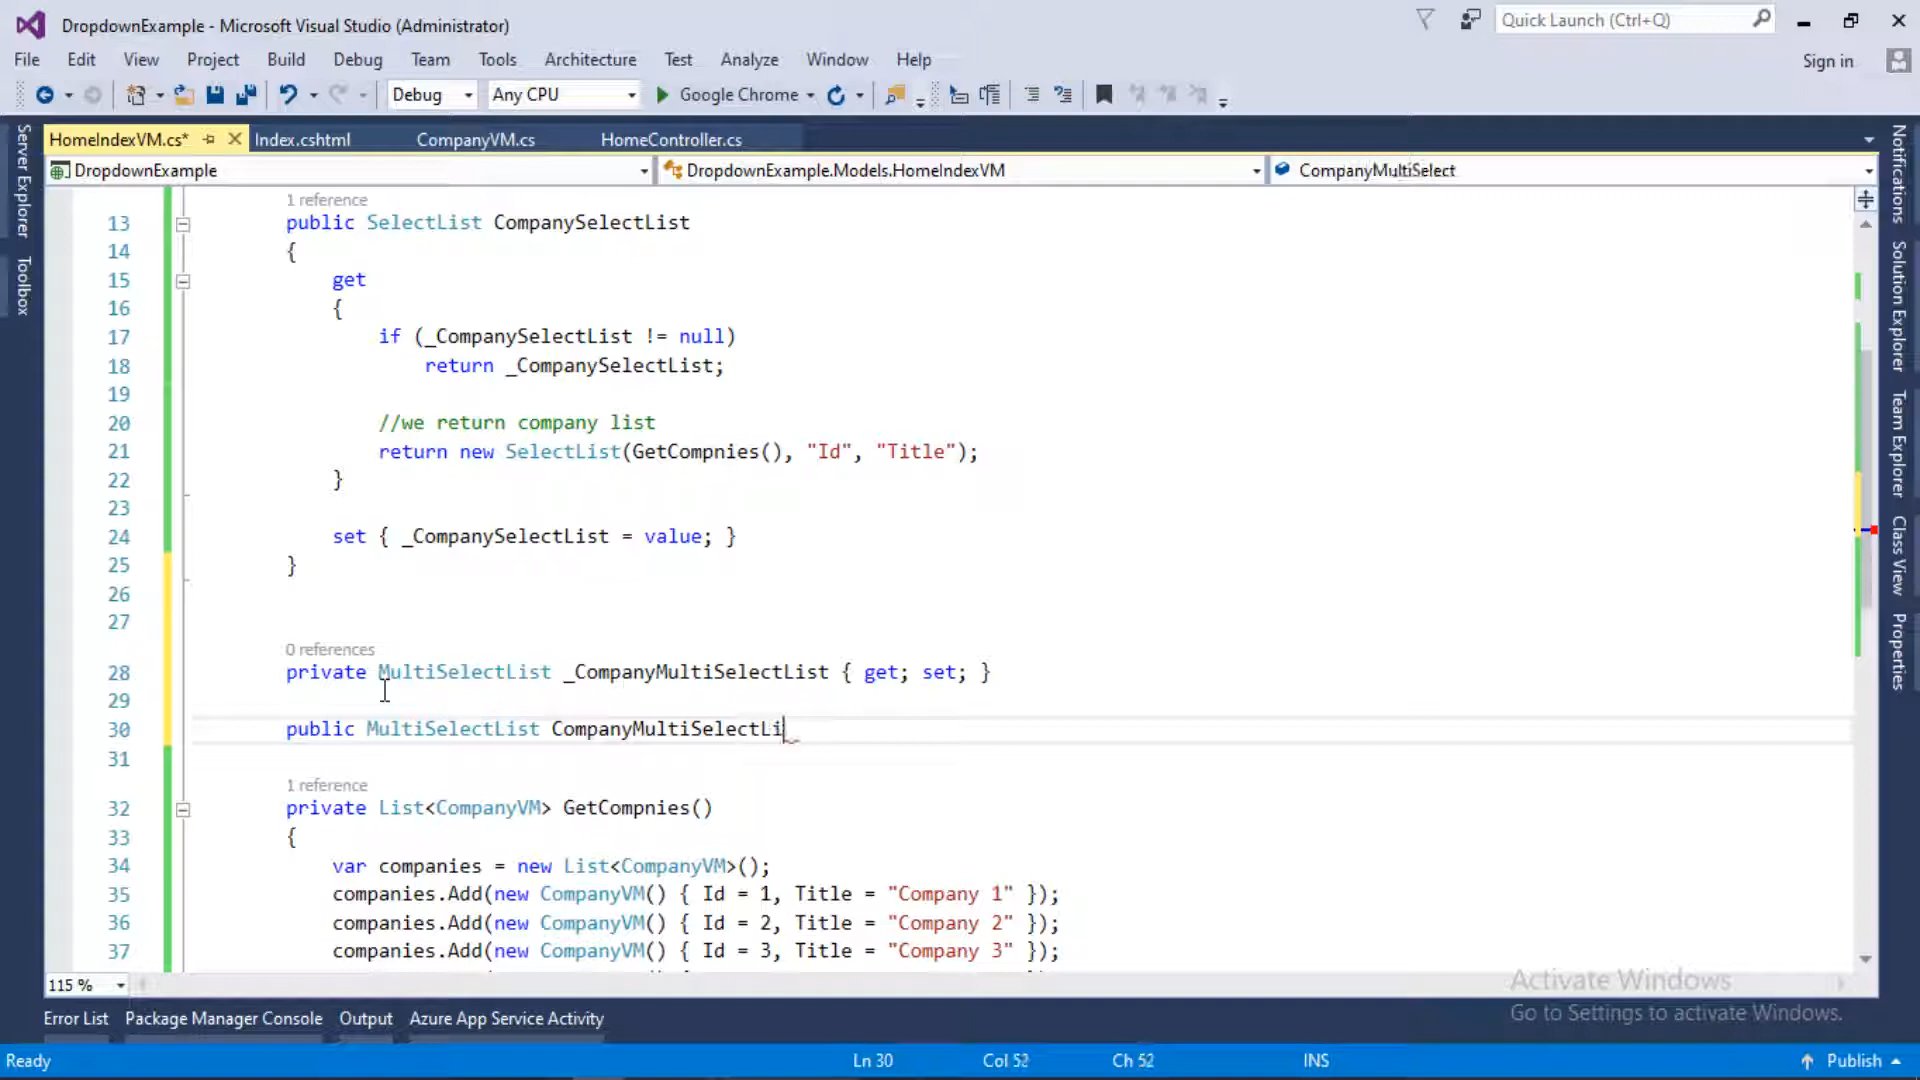 DropdownExample - Microsoft Visual Studio (Administrator)
Quick Launch (Ctrl+Q)
File Edit View Project Build Debug Team Tools Architecture Test Analyze Window Help
Sign in
Debug Any CPU Google Chrome
HomeIndexVM.cs* Index.cshtml CompanyVM.cs HomeController.cs
DropdownExample DropdownExample.Models.HomeIndexVM CompanyMultiSelect
Server Explorer
Toolbox
Notifications
Solution Explorer
Team Explorer
Class View
Properties
1 reference
13 public SelectList CompanySelectList
14 {
15 get
16 {
17 if (_CompanySelectList != null)
18 return _CompanySelectList;
19
20 //we return company list
21 return new SelectList(GetCompnies(), "Id", "Title");
22 }
23
24 set { _CompanySelectList = value; }
25 }
26
27
0 references
28 private MultiSelectList _CompanyMultiSelectList { get; set; }
29
30 public MultiSelectList CompanyMultiSelectLi
31
1 reference
32 private List<CompanyVM> GetCompnies()
33 {
34 var companies = new List<CompanyVM>();
35 companies.Add(new CompanyVM() { Id = 1, Title = "Company 1" });
36 companies.Add(new CompanyVM() { Id = 2, Title = "Company 2" });
37 companies.Add(new CompanyVM() { Id = 3, Title = "Company 3" });
115 %
Activate Windows
Go to Settings to activate Windows.
Error List Package Manager Console Output Azure App Service Activity
Ready Ln 30 Col 52 Ch 52 INS Publish